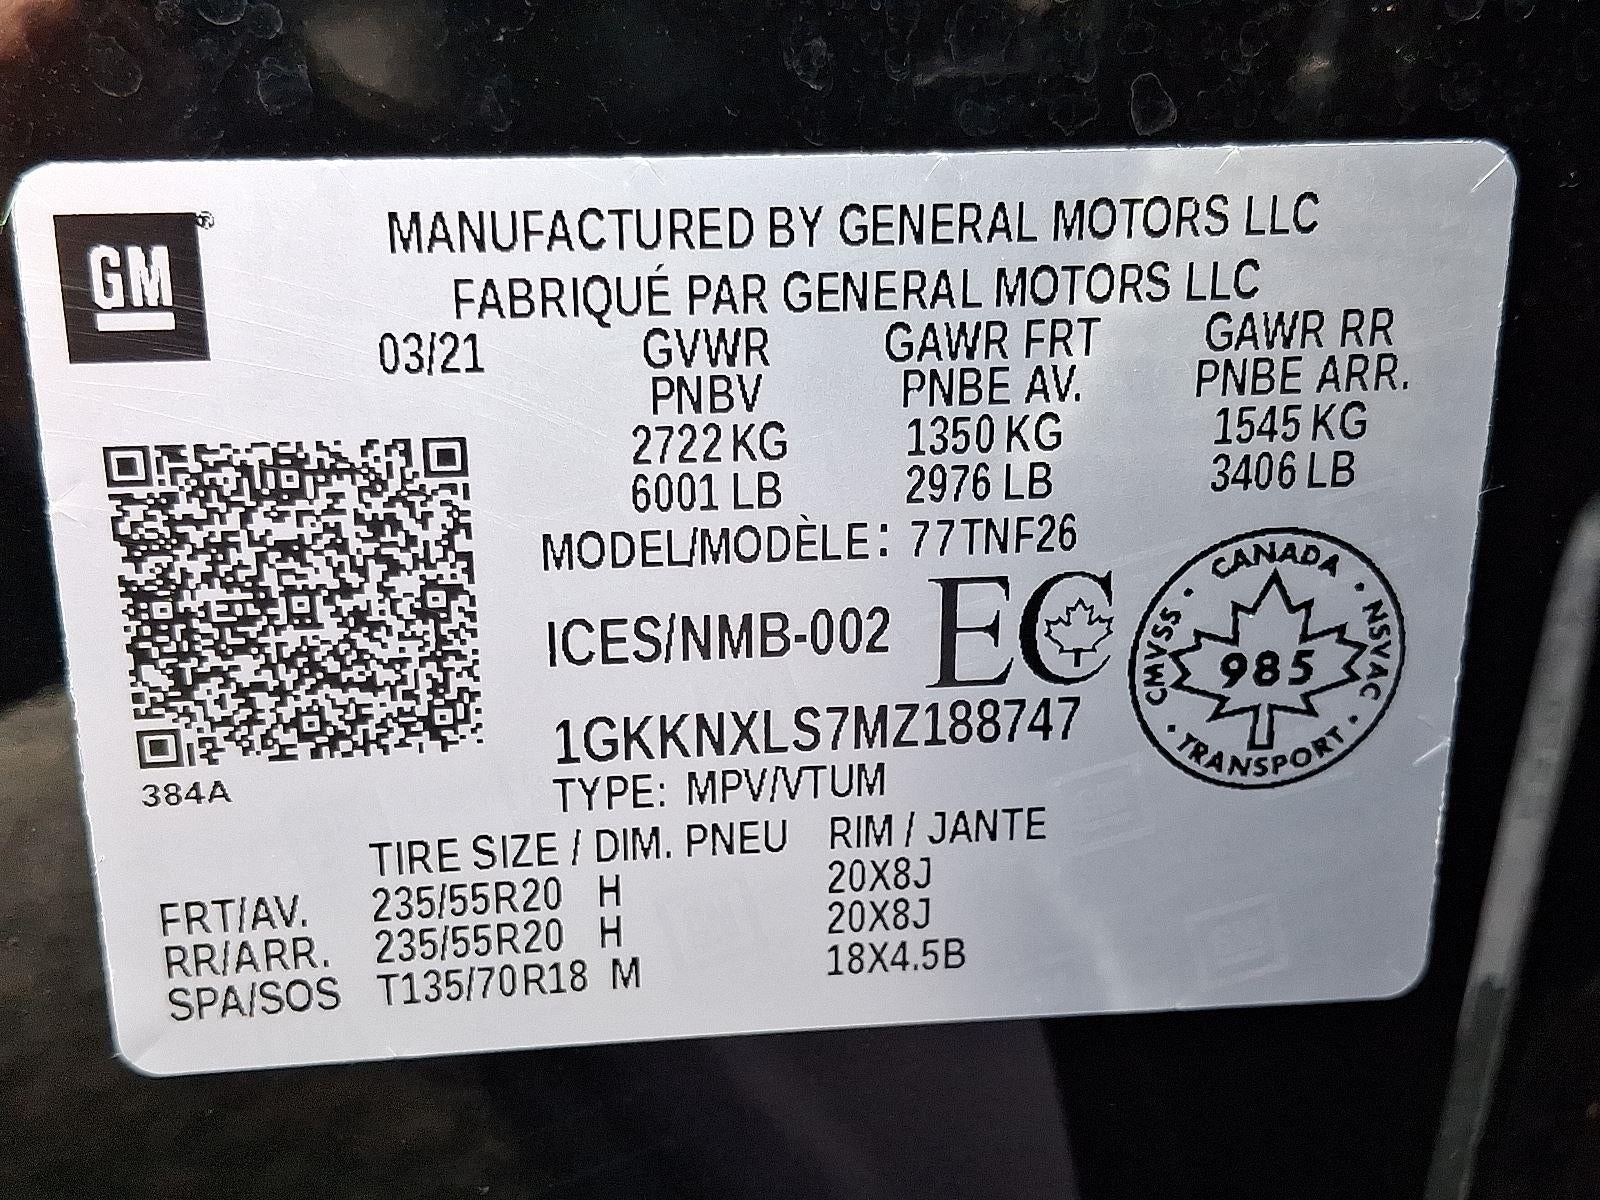 GM®
MANUFACTURED BY GENERAL MOTORS LLC
FABRIQUÉ PAR GENERAL MOTORS LLC
03/21
GVWR GAWR FRT GAWR RR
PNBV PNBE AV. PNBE ARR.
2722 KG 1350 KG 1545 KG
6001 LB 2976 LB 3406 LB
MODEL/MODÈLE: 77TNF26
ICES/NMB-002 EC
CANADA · NSVAC · TRANSPORT · CMVSS ·
985
1GKKNXLS7MZ188747
384A
TYPE: MPV/VTUM
TIRE SIZE / DIM. PNEU RIM / JANTE
FRT/AV. 235/55R20 H 20X8J
RR/ARR. 235/55R20 H 20X8J
SPA/SOS T135/70R18 M 18X4.5B